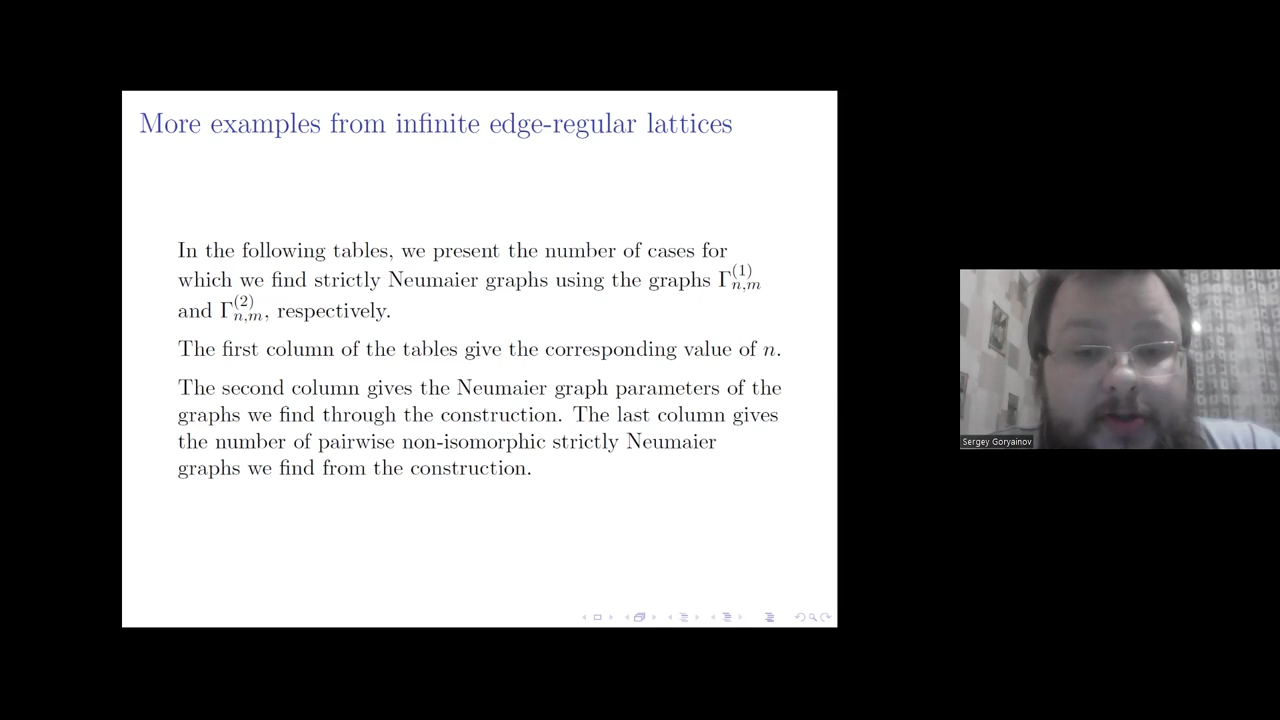 More examples from infinite edge-regular lattices
In the following tables, we present the number of cases for
which we find strictly Neumaier graphs using the graphs Γ^{(1)}_{n,m}
and Γ^{(2)}_{n,m}, respectively.
The first column of the tables give the corresponding value of n.
The second column gives the Neumaier graph parameters of the
graphs we find through the construction. The last column gives
the number of pairwise non-isomorphic strictly Neumaier
graphs we find from the construction.
Sergey Goryainov